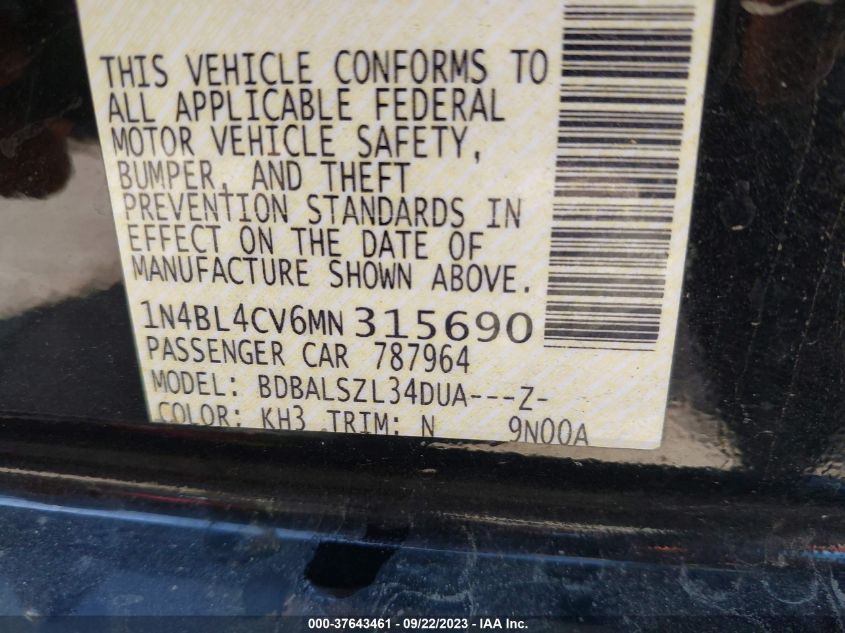 THIS VEHICLE CONFORMS TO
ALL APPLICABLE FEDERAL
MOTOR VEHICLE SAFETY,
BUMPER, AND THEFT
PREVENTION STANDARDS IN
EFFECT ON THE DATE OF
MANUFACTURE SHOWN ABOVE.
1N4BL4CV6MN 315690
PASSENGER CAR 787964
MODEL: BDBALSZL34DUA---Z-
COLOR: KH3 TRIM: N 9N00A
000-37643461 - 09/22/2023 - IAA Inc.